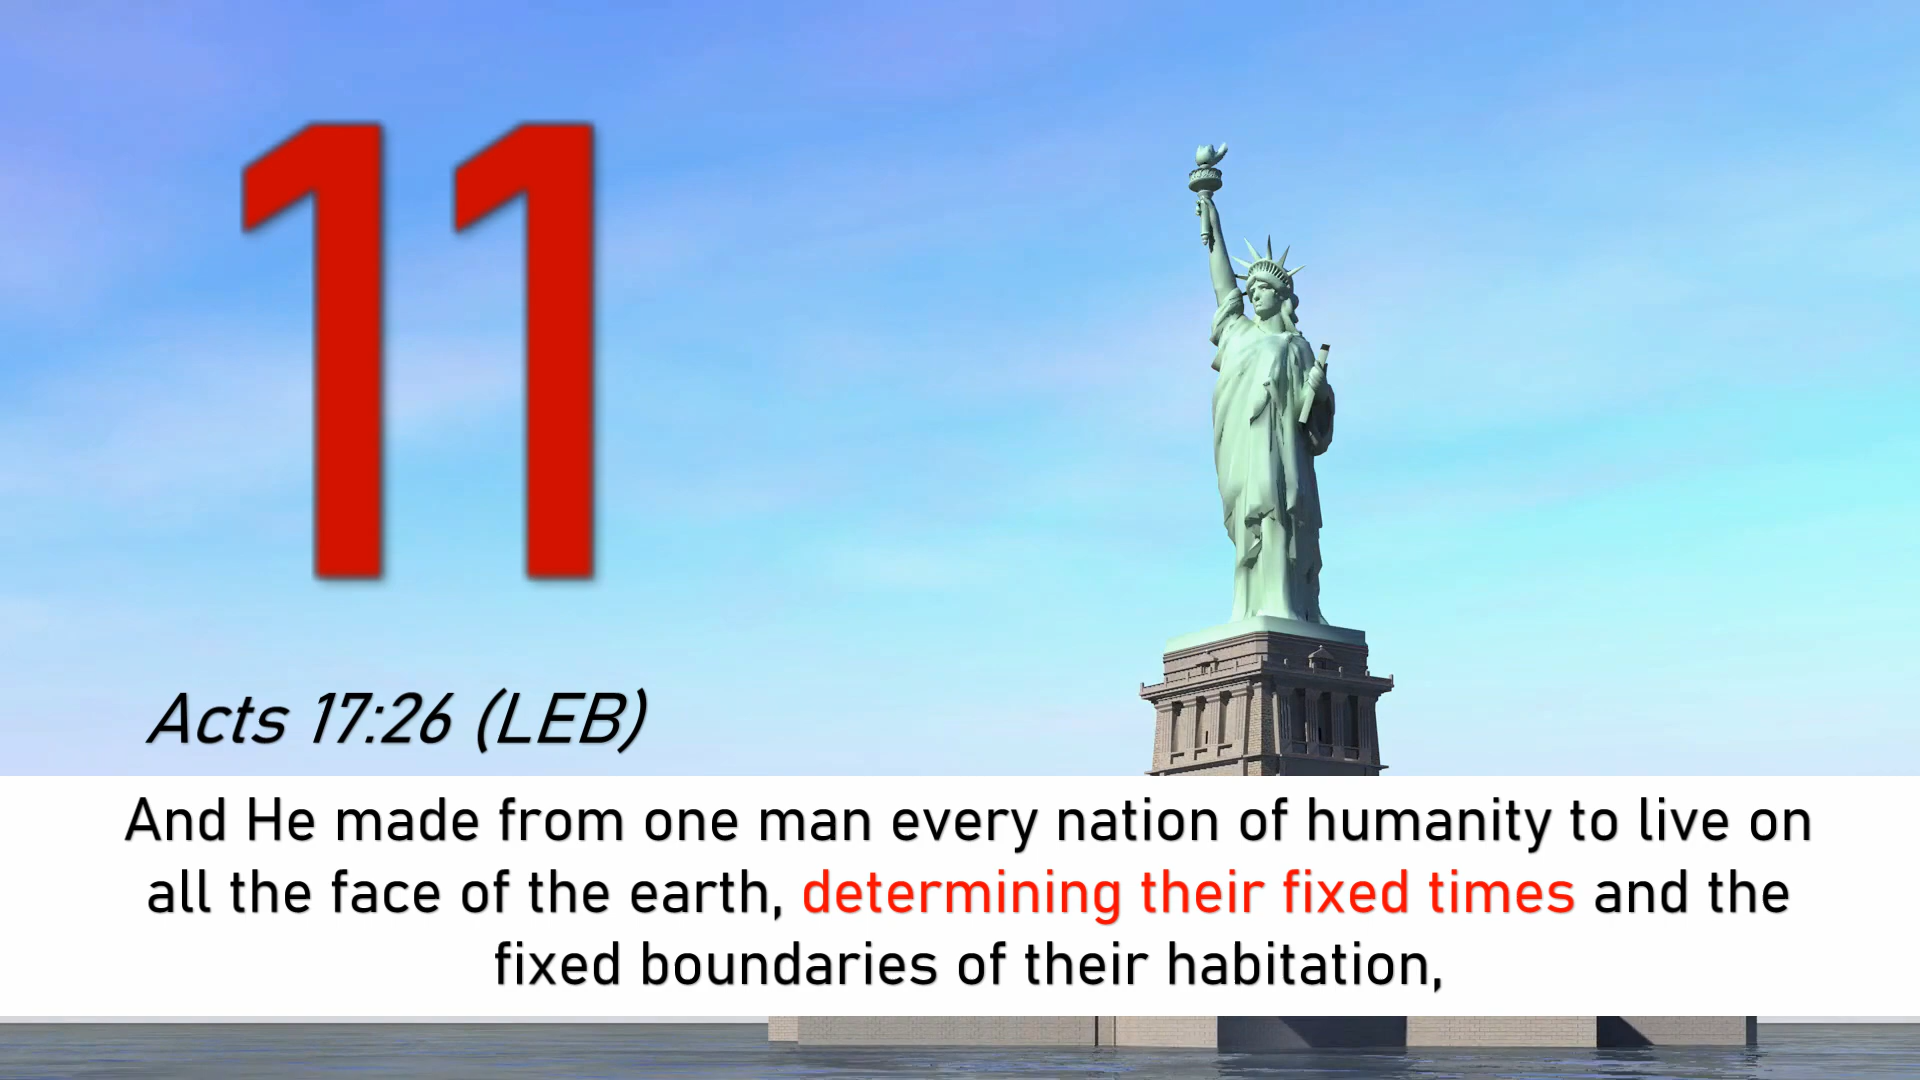 11
Acts 17:26 (LEB)
And He made from one man every nation of humanity to live on
all the face of the earth, determining their fixed times and the
fixed boundaries of their habitation,